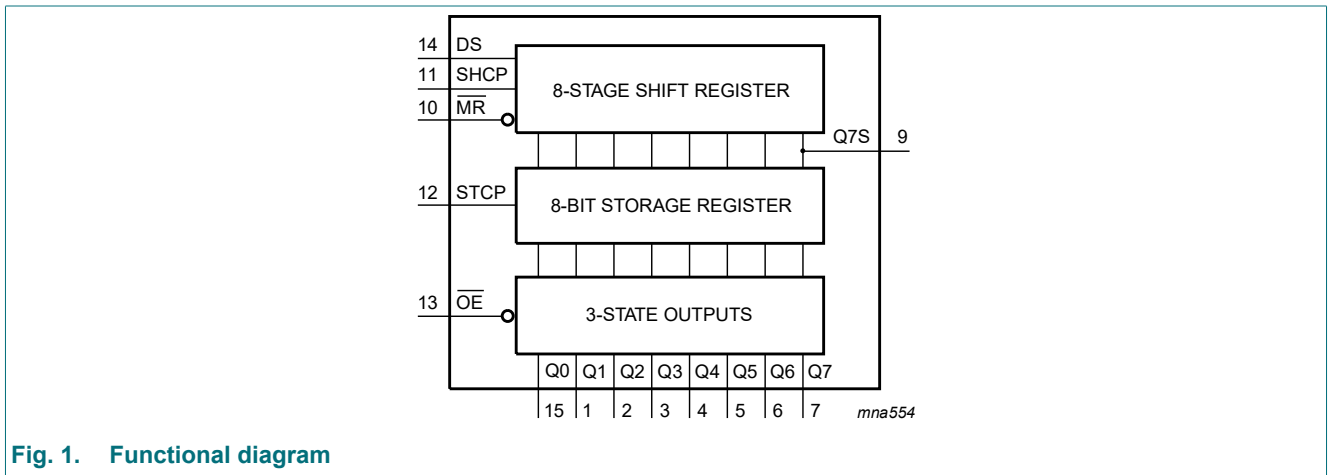 14 DS
11 SHCP
10 M̅R̅
8-STAGE SHIFT REGISTER
Q7S 9
12 STCP
8-BIT STORAGE REGISTER
13 O̅E̅
3-STATE OUTPUTS
Q0 Q1 Q2 Q3 Q4 Q5 Q6 Q7
15 1 2 3 4 5 6 7
mna554
Fig. 1. Functional diagram